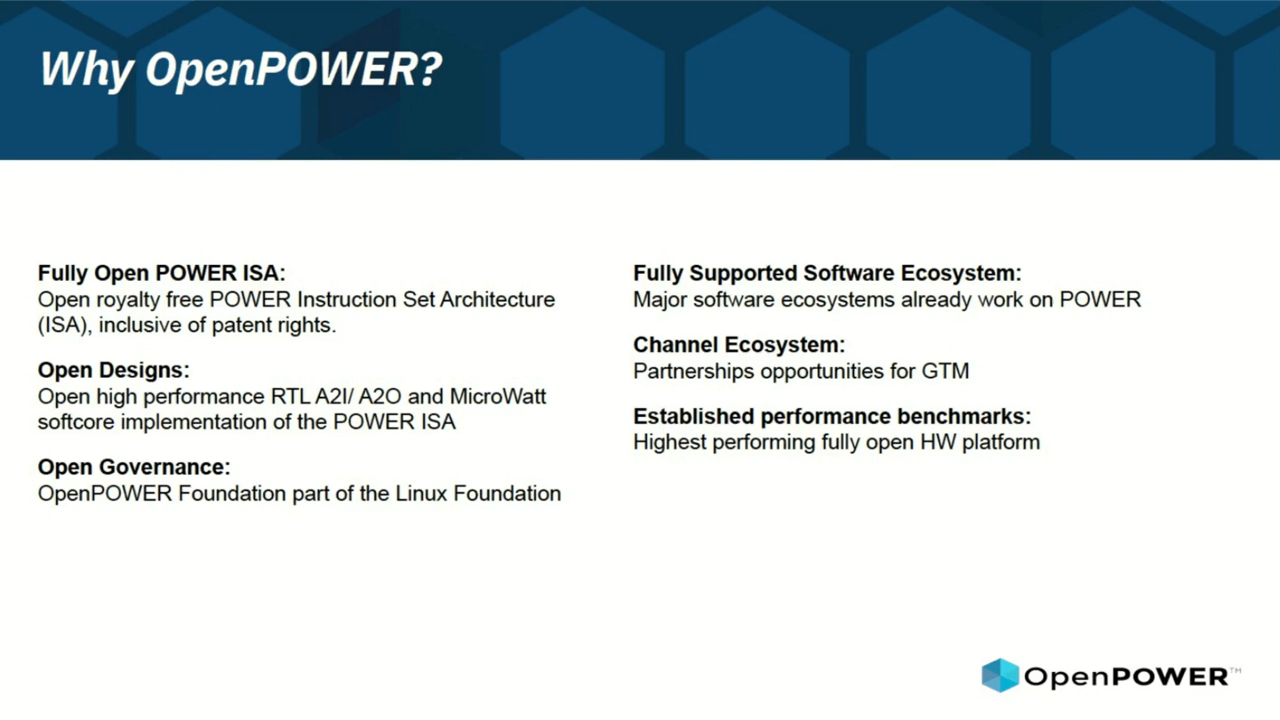 Why OpenPOWER?
Fully Open POWER ISA:
Open royalty free POWER Instruction Set Architecture
(ISA), inclusive of patent rights.
Open Designs:
Open high performance RTL A2I/ A2O and MicroWatt
softcore implementation of the POWER ISA
Open Governance:
OpenPOWER Foundation part of the Linux Foundation
Fully Supported Software Ecosystem:
Major software ecosystems already work on POWER
Channel Ecosystem:
Partnerships opportunities for GTM
Established performance benchmarks:
Highest performing fully open HW platform
OpenPOWER™